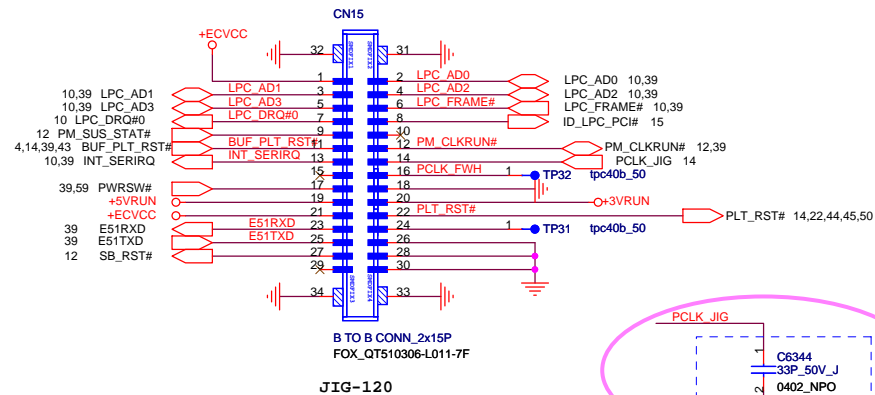 CN15
+ECVCC
32 SMDFIX1 SMDFIX2 31
1 2 LPC_AD0 LPC_AD0 10,39
10,39 LPC_AD1 LPC_AD1 3 4 LPC_AD2 LPC_AD2 10,39
10,39 LPC_AD3 LPC_AD3 5 6 LPC_FRAME# LPC_FRAME# 10,39
10 LPC_DRQ#0 LPC_DRQ#0 7 8 ID_LPC_PCI# 15
12 PM_SUS_STAT# 9 10
4,14,39,43 BUF_PLT_RST# BUF_PLT_RST# 11 12 PM_CLKRUN# PM_CLKRUN# 12,39
10,39 INT_SERIRQ INT_SERIRQ 13 14 PCLK_JIG 14
15 16 PCLK_FWH 1 TP32 tpc40b_50
39,59 PWRSW# 17 18
+5VRUN 19 20 +3VRUN
+ECVCC 21 22 PLT_RST# PLT_RST# 14,22,44,45,50
39 E51RXD E51RXD 23 24 1 TP31 tpc40b_50
39 E51TXD E51TXD 25 26
12 SB_RST# 27 28
29 30
34 SMDFIX3 SMDFIX4 33
B TO B CONN_2x15P
FOX_QT510306-L011-7F
JIG-120
PCLK_JIG
1
C6344
33P_50V_J
2
0402_NPO